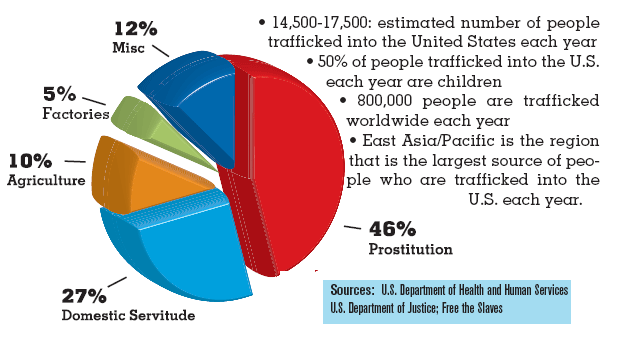 12%
Misc
• 14,500-17,500: estimated number of people
trafficked into the United States each year
• 50% of people trafficked into the U.S.
each year are children
• 800,000 people are trafficked
worldwide each year
• East Asia/Pacific is the region
that is the largest source of peo-
ple who are trafficked into the
U.S. each year.
5%
Factories
10%
Agriculture
46%
Prostitution
27%
Domestic Servitude
Sources: U.S. Department of Health and Human Services
U.S. Department of Justice; Free the Slaves